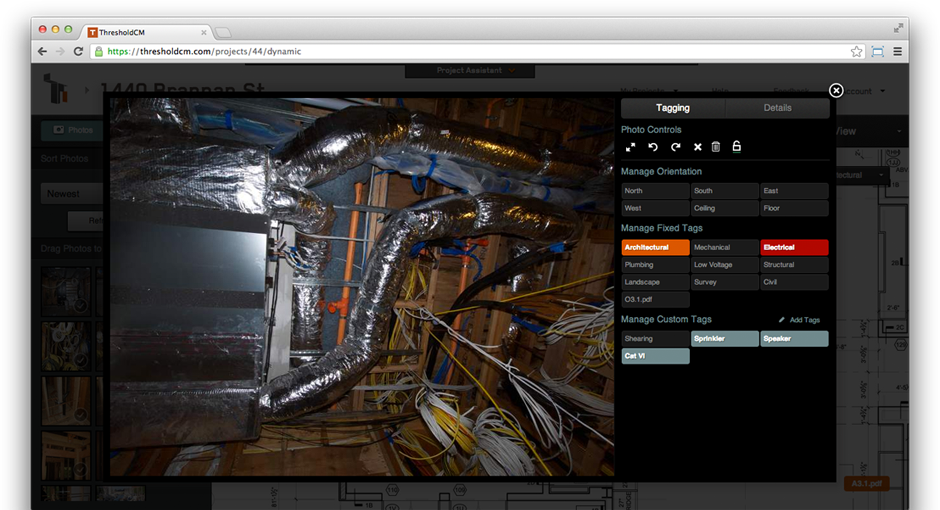 ThresholdCM
https://thresholdcm.com/projects/44/dynamic
Project Assistant
1440 Brannan St
Photos
Sort Photos
Newest
Drag Photos to
Tagging
Details
Photo Controls
Manage Orientation
North
South
East
West
Ceiling
Floor
Manage Fixed Tags
Architectural
Mechanical
Electrical
Plumbing
Low Voltage
Structural
Landscape
Survey
Civil
O3.1.pdf
Manage Custom Tags
Add Tags
Shearing
Sprinkler
Speaker
Cat VI
A3.1.pdf